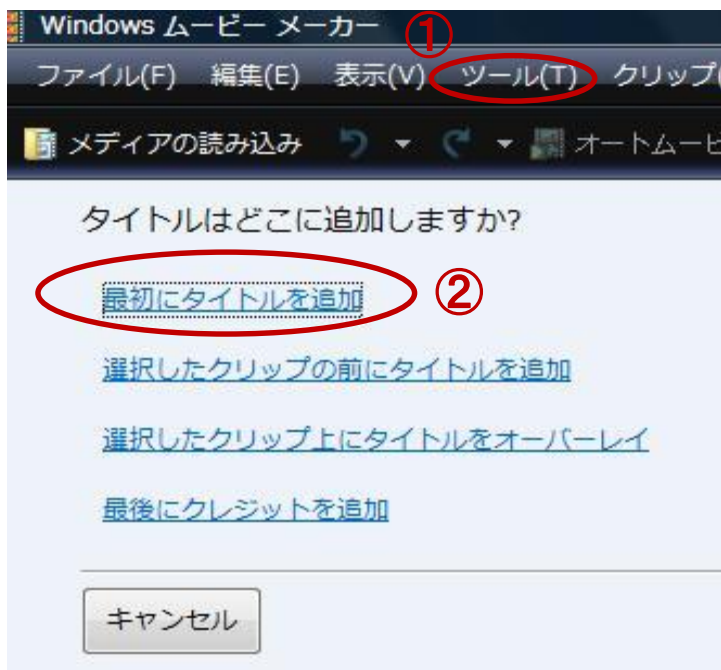 Windows ムービー メーカー ①
ファイル(F) 編集(E) 表示(V) ツール(T) クリップ(
メディアの読み込み オートムービ
タイトルはどこに追加しますか?
最初にタイトルを追加 ②
選択したクリップの前にタイトルを追加
選択したクリップ上にタイトルをオーバーレイ
最後にクレジットを追加
キャンセル